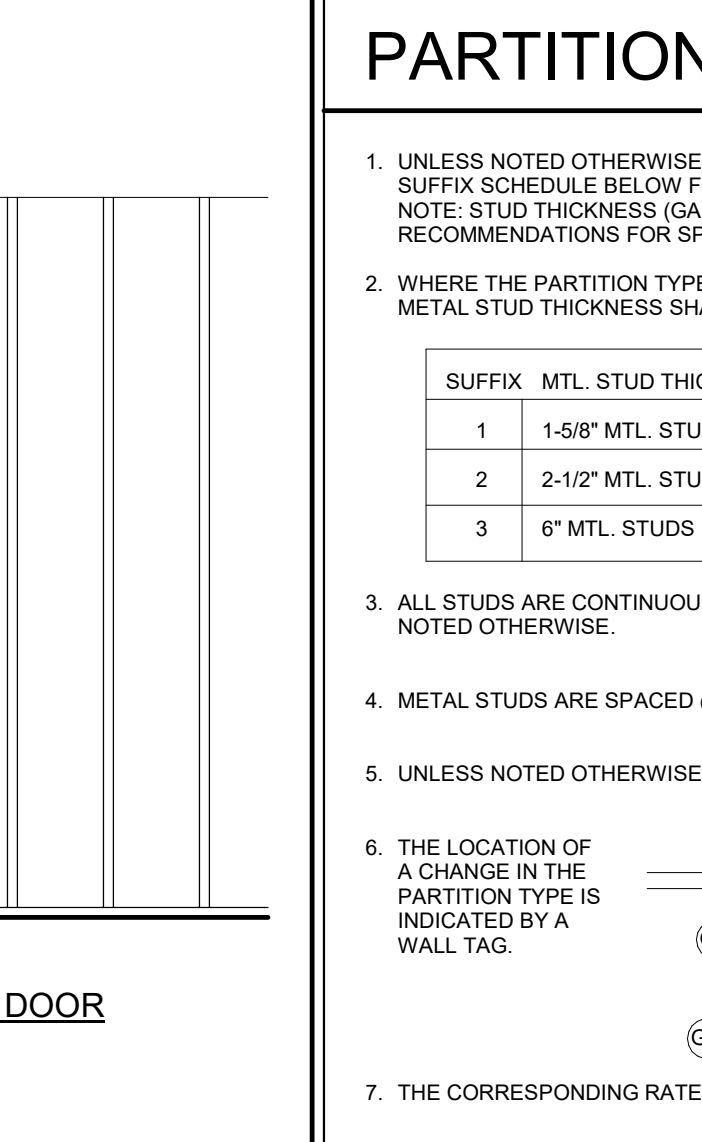 PARTITION
1. UNLESS NOTED OTHERWISE
SUFFIX SCHEDULE BELOW
NOTE: STUD THICKNESS (GA
RECOMMENDATIONS FOR SP
2. WHERE THE PARTITION TYPE
METAL STUD THICKNESS SHA
SUFFIX MTL. STUD THIC
1 1-5/8" MTL. STU
2 2-1/2" MTL. STU
3 6" MTL. STUDS
3. ALL STUDS ARE CONTINUOU
NOTED OTHERWISE.
4. METAL STUDS ARE SPACED
5. UNLESS NOTED OTHERWISE
6. THE LOCATION OF
A CHANGE IN THE
PARTITION TYPE IS
INDICATED BY A
WALL TAG.
G
DOOR
7. THE CORRESPONDING RATE